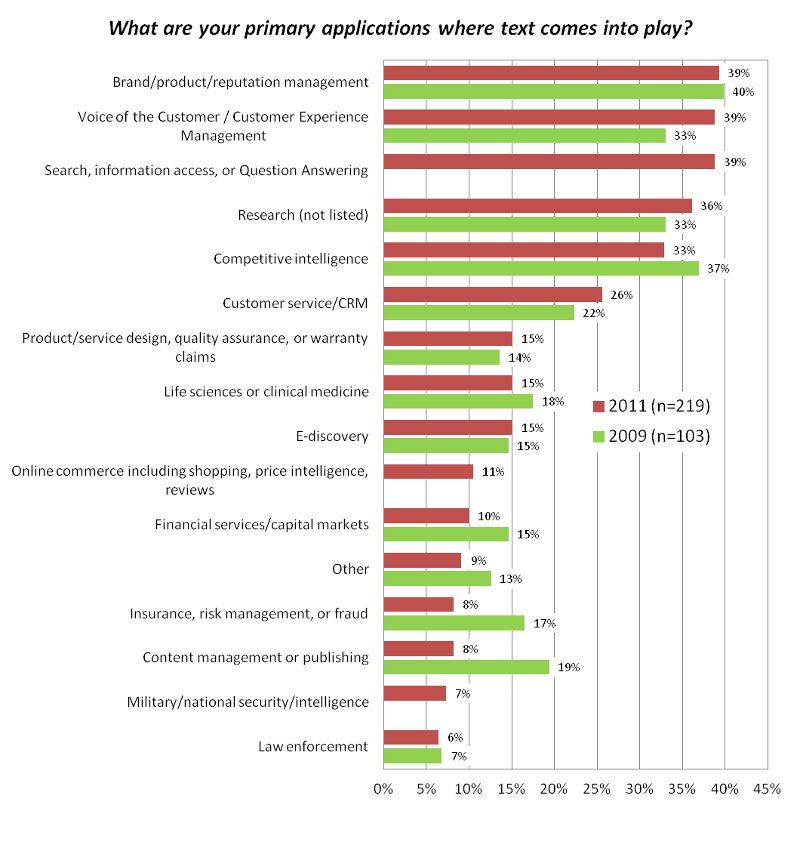 What are your primary applications where text comes into play?
Brand/product/reputation management
39%
40%
Voice of the Customer / Customer Experience
Management
39%
33%
Search, information access, or Question Answering
39%
Research (not listed)
36%
33%
Competitive intelligence
33%
37%
Customer service/CRM
26%
22%
Product/service design, quality assurance, or warranty
claims
15%
14%
Life sciences or clinical medicine
15%
18%
E-discovery
15%
15%
Online commerce including shopping, price intelligence,
reviews
11%
Financial services/capital markets
10%
15%
Other
9%
13%
Insurance, risk management, or fraud
8%
17%
Content management or publishing
8%
19%
Military/national security/intelligence
7%
Law enforcement
6%
7%
2011 (n=219)
2009 (n=103)
0% 5% 10% 15% 20% 25% 30% 35% 40% 45%